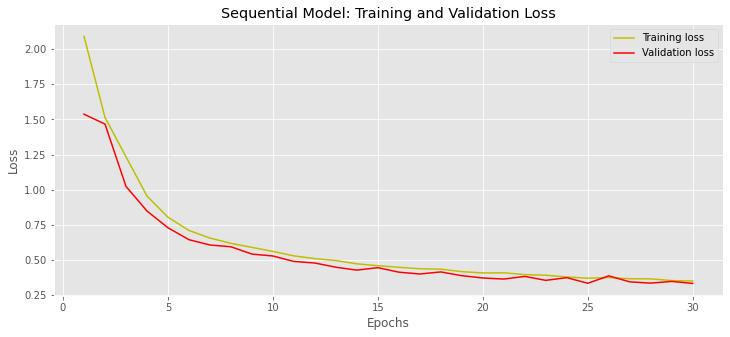 Sequential Model: Training and Validation Loss
Training loss
Validation loss
2.00
1.75
1.50
1.25
1.00
0.75
0.50
0.25
Loss
0 5 10 15 20 25 30
Epochs